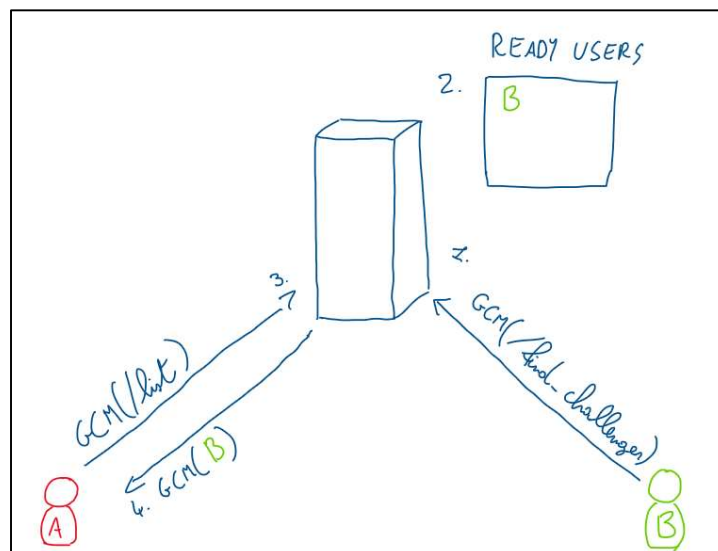 READY USERS
2.
B
1.
3.
GCM(/list)
GCM(/find_challenger)
4. GCM(B)
A
B